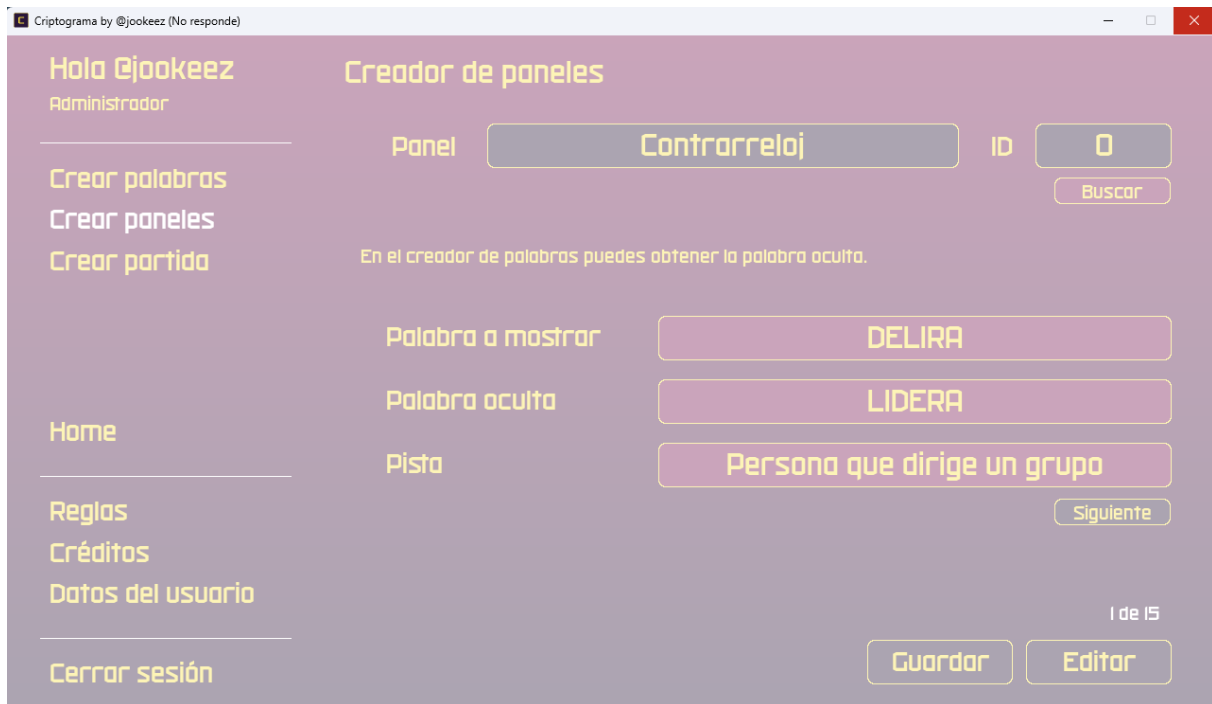 Criptograma by @jookeez (No responde)
Hola @jookeez
Administrador
Crear palabras
Crear paneles
Crear partida
Home
Reglas
Créditos
Datos del usuario
Cerrar sesión
Creador de paneles
Panel Contrarreloj ID 0
Buscar
En el creador de palabras puedes obtener la palabra oculta.
Palabra a mostrar DELIRA
Palabra oculta LIDERA
Pista Persona que dirige un grupo
Siguiente
1 de 15
Guardar Editar